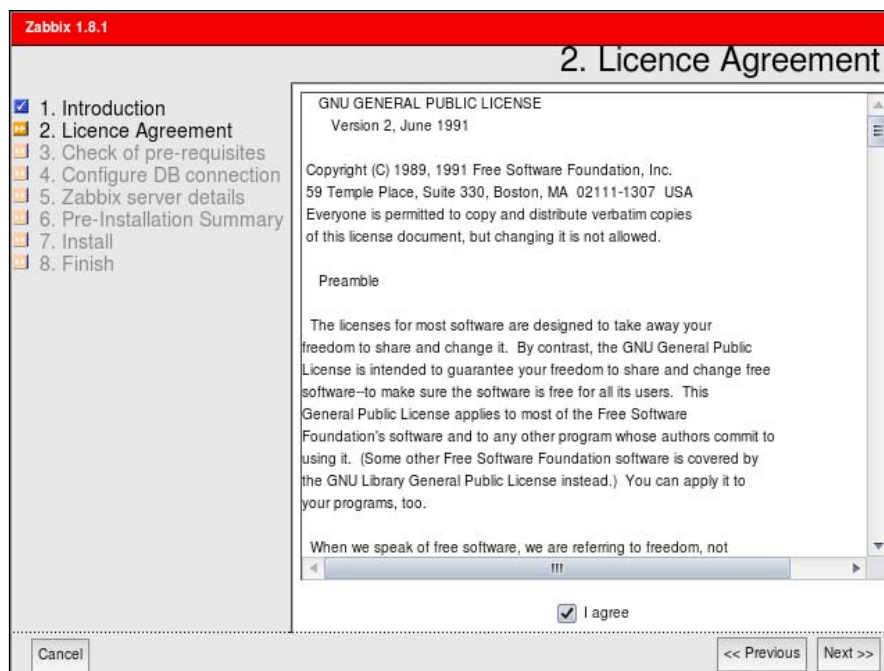 Zabbix 1.8.1
2. Licence Agreement
1. Introduction
2. Licence Agreement
3. Check of pre-requisites
4. Configure DB connection
5. Zabbix server details
6. Pre-Installation Summary
7. Install
8. Finish
GNU GENERAL PUBLIC LICENSE
Version 2, June 1991
Copyright (C) 1989, 1991 Free Software Foundation, Inc.
59 Temple Place, Suite 330, Boston, MA 02111-1307 USA
Everyone is permitted to copy and distribute verbatim copies
of this license document, but changing it is not allowed.
Preamble
The licenses for most software are designed to take away your
freedom to share and change it. By contrast, the GNU General Public
License is intended to guarantee your freedom to share and change free
software--to make sure the software is free for all its users. This
General Public License applies to most of the Free Software
Foundation's software and to any other program whose authors commit to
using it. (Some other Free Software Foundation software is covered by
the GNU Library General Public License instead.) You can apply it to
your programs, too.
When we speak of free software, we are referring to freedom, not
I agree
Cancel
<< Previous
Next >>